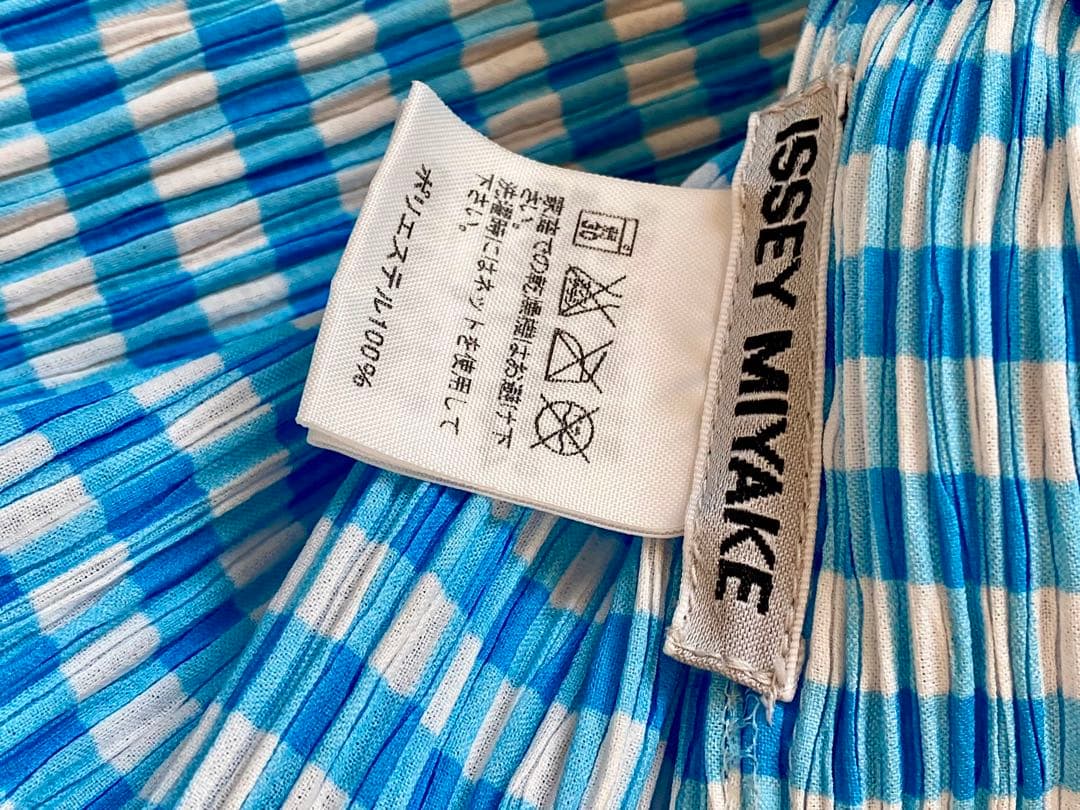 ISSEY MIYAKE
30
家庭での乾燥機はお避け下
さい。
洗濯時にはネットを使用して
下さい。
ポリエステル100%